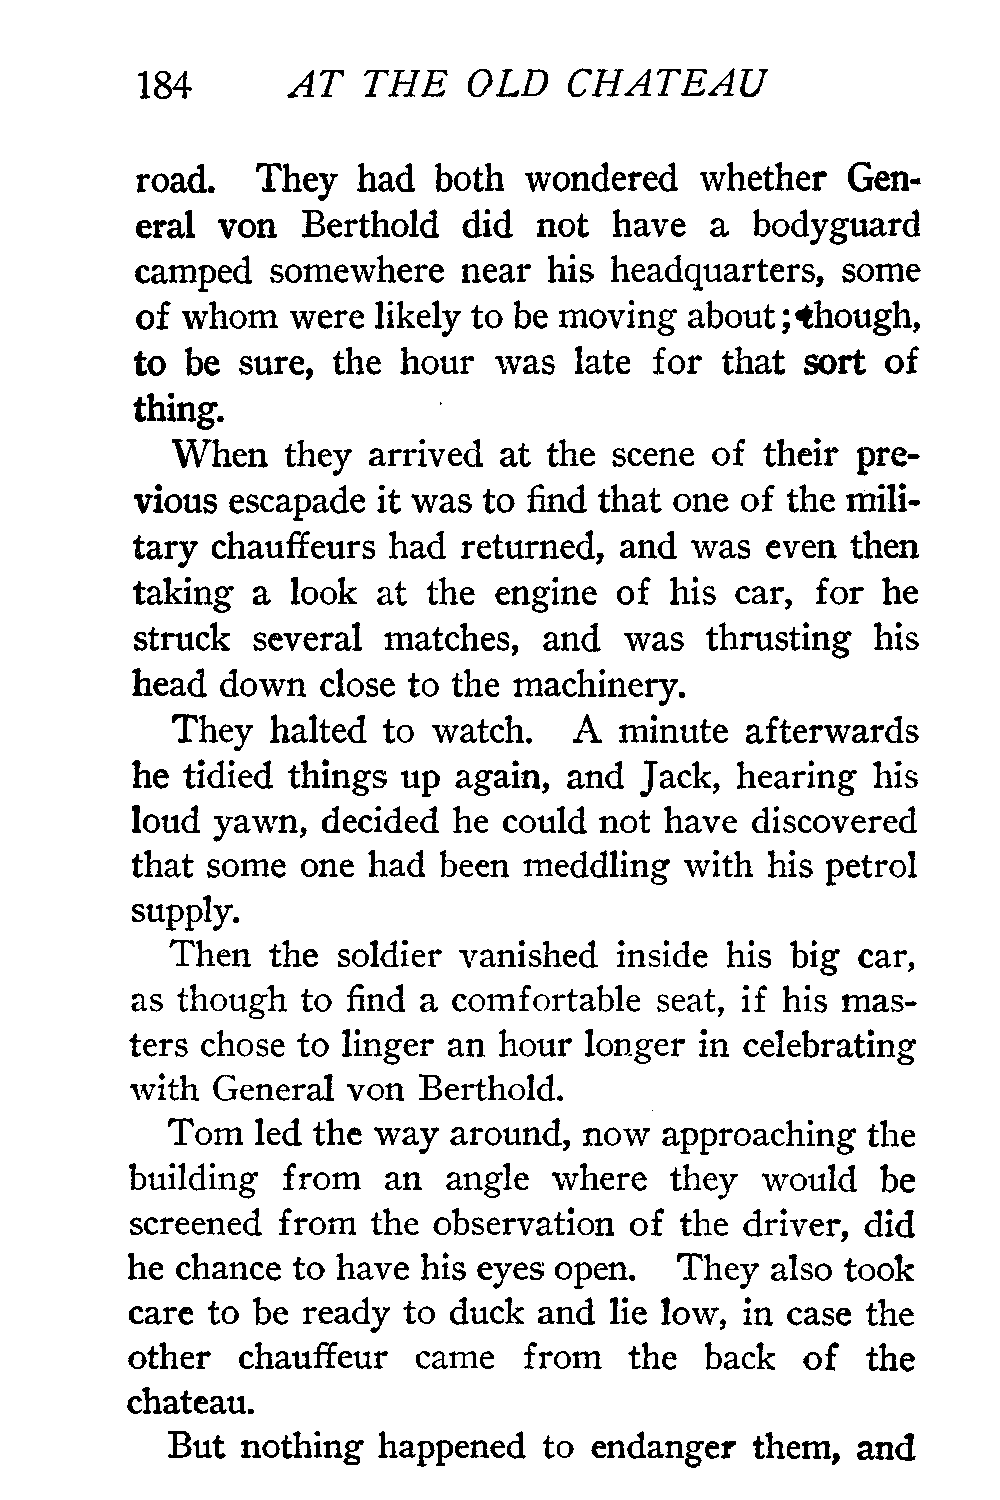 184 AT THE OLD CHATEAU
road. They had both wondered whether Gen-
eral von Berthold did not have a bodyguard
camped somewhere near his headquarters, some
of whom were likely to be moving about; though,
to be sure, the hour was late for that sort of
thing.
When they arrived at the scene of their pre-
vious escapade it was to find that one of the mili-
tary chauffeurs had returned, and was even then
taking a look at the engine of his car, for he
struck several matches, and was thrusting his
head down close to the machinery.
They halted to watch. A minute afterwards
he tidied things up again, and Jack, hearing his
loud yawn, decided he could not have discovered
that some one had been meddling with his petrol
supply.
Then the soldier vanished inside his big car,
as though to find a comfortable seat, if his mas-
ters chose to linger an hour longer in celebrating
with General von Berthold.
Tom led the way around, now approaching the
building from an angle where they would be
screened from the observation of the driver, did
he chance to have his eyes open. They also took
care to be ready to duck and lie low, in case the
other chauffeur came from the back of the
chateau.
But nothing happened to endanger them, and